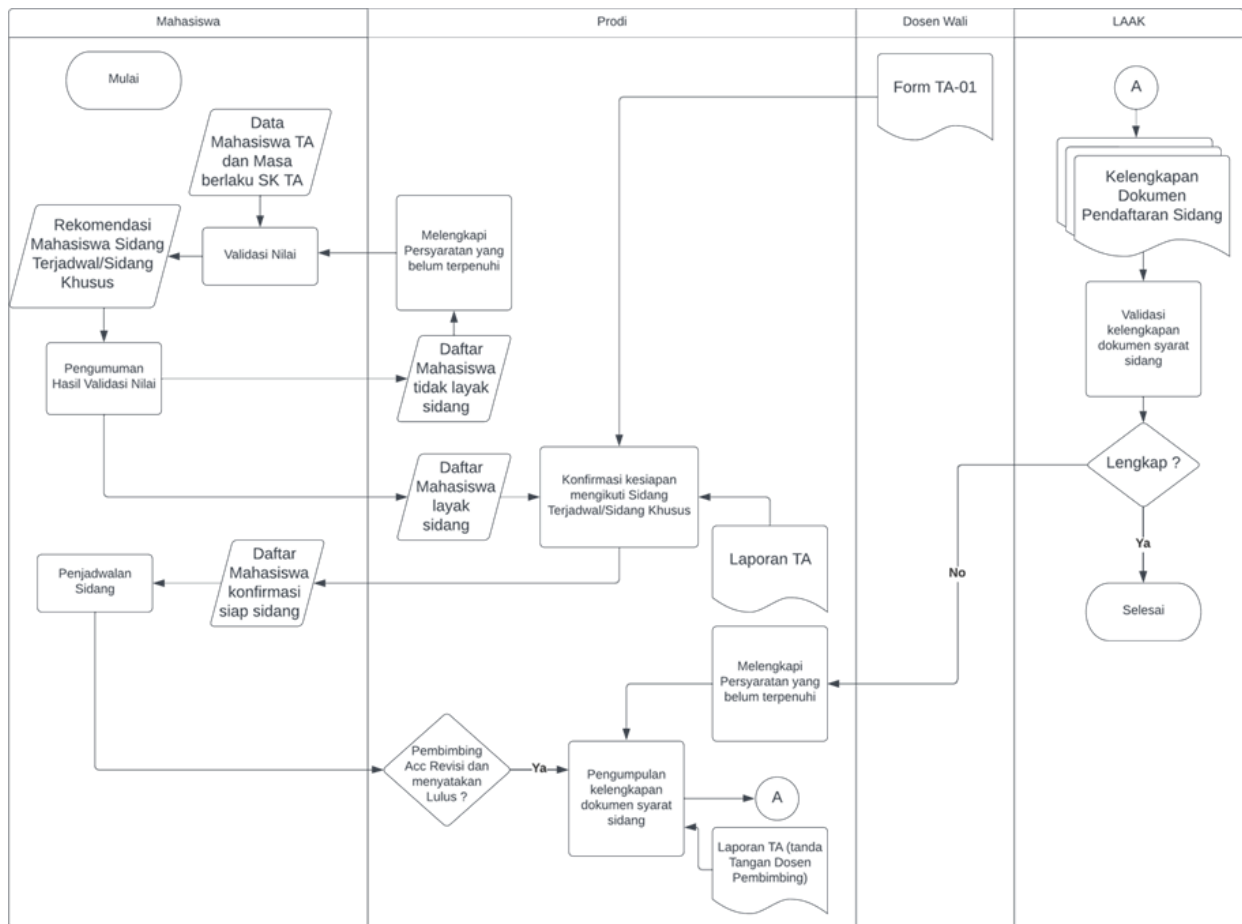 Mahasiswa
Prodi
Dosen Wali
LAAK
Mulai
Data
Mahasiswa TA
dan Masa
berlaku SK TA
Rekomendasi
Mahasiswa Sidang
Terjadwal/Sidang
Khusus
Validasi Nilai
Melengkapi
Persyaratan yang
belum terpenuhi
Pengumuman
Hasil Validasi Nilai
Daftar
Mahasiswa
tidak layak
sidang
Daftar
Mahasiswa
layak
sidang
Konfirmasi kesiapan
mengikuti Sidang
Terjadwal/Sidang Khusus
Form TA-01
Laporan TA
Penjadwalan
Sidang
Daftar
Mahasiswa
konfirmasi
siap sidang
Melengkapi
Persyaratan yang
belum terpenuhi
Pembimbing
Acc Revisi dan
menyatakan
Lulus ?
Ya
Pengumpulan
kelengkapan
dokumen syarat
sidang
A
Laporan TA (tanda
Tangan Dosen
Pembimbing)
A
Kelengkapan
Dokumen
Pendaftaran Sidang
Validasi
kelengkapan
dokumen syarat
sidang
Lengkap ?
No
Ya
Selesai